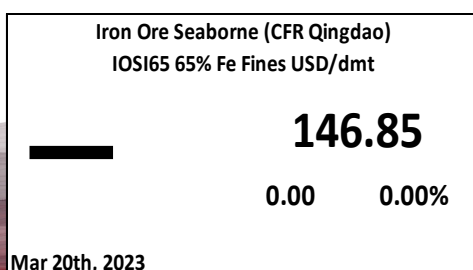 Iron Ore Seaborne (CFR Qingdao)
IOSI65 65% Fe Fines USD/dmt
146.85
0.00 0.00%
Mar 20th, 2023